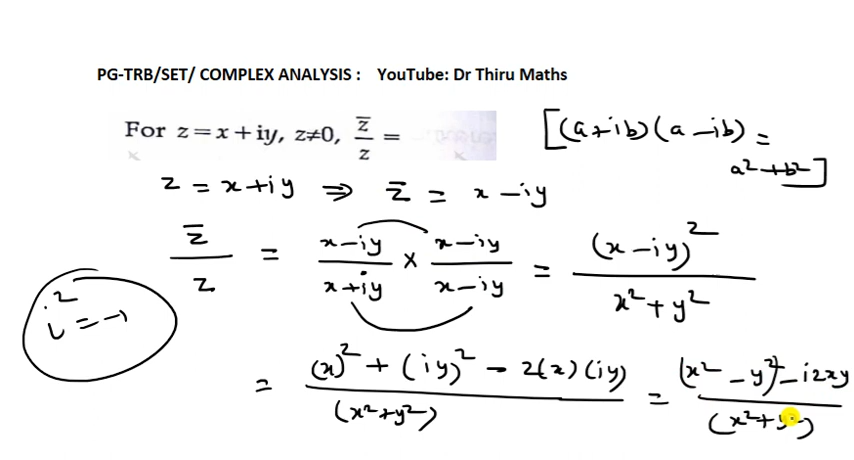 PG-TRB/SET/ COMPLEX ANALYSIS : YouTube: Dr Thiru Maths
For z = x + iy, z≠0, z̅/z =
[(a+ib)(a-ib) =
a²+b²]
z = x+iy ⇒ z̅ = x-iy
z̅/z = (x-iy)/(x+iy) × (x-iy)/(x-iy) = (x-iy)²/(x²+y²)
i² = -1
= ((x)² + (iy)² - 2(x)(iy))/(x²+y²) = ((x²-y²)-i2xy)/(x²+y²)